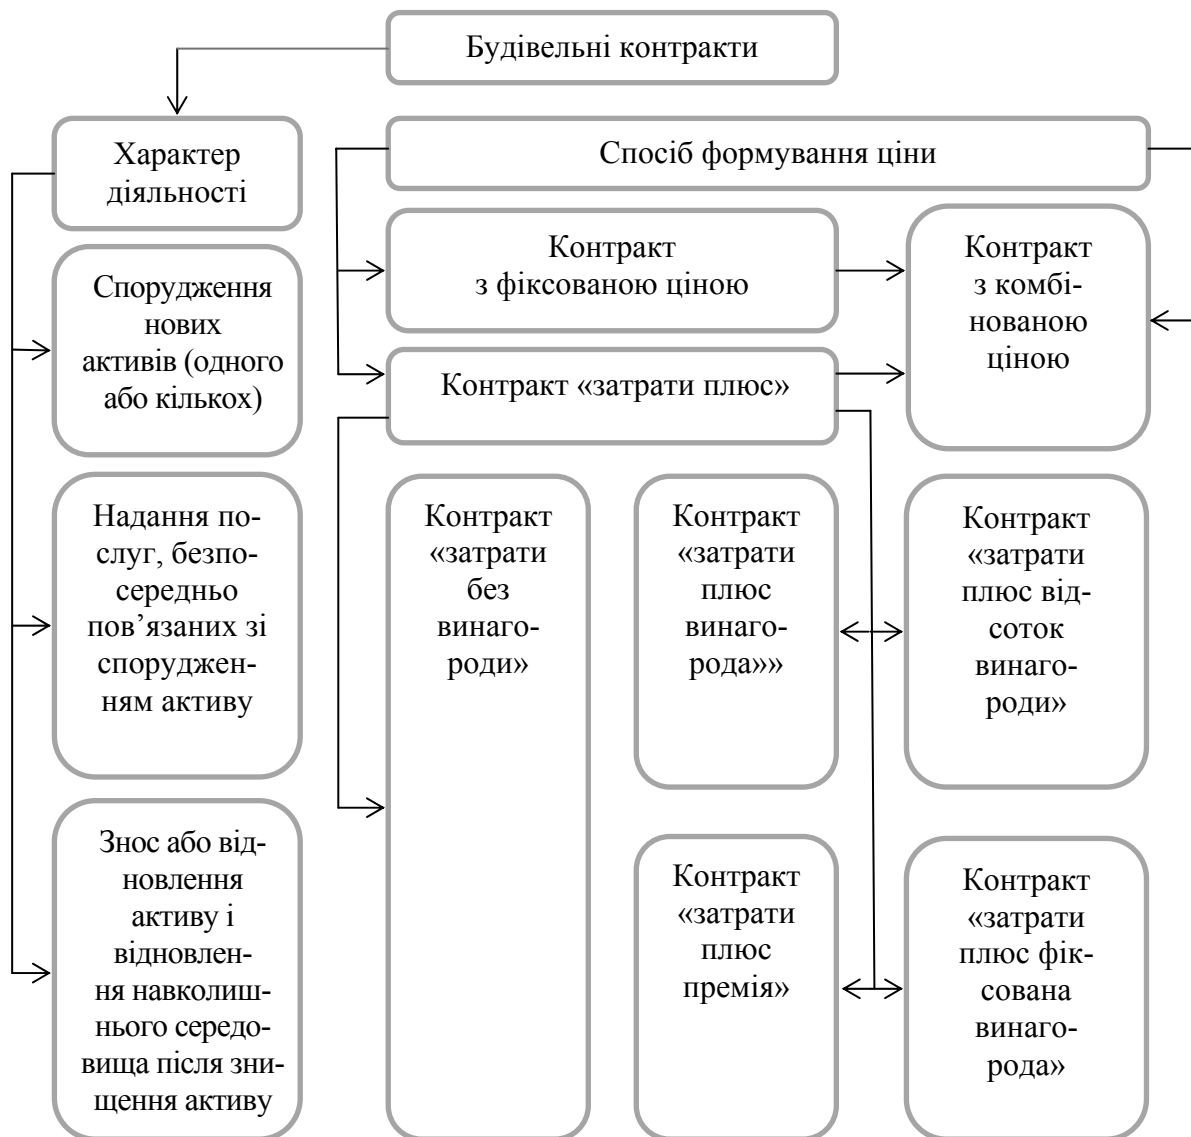 Будівельні контракти
Характер
діяльності
Спосіб формування ціни
Контракт
з фіксованою ціною
Контракт
з комбі-
нованою
ціною
Спорудження
нових
активів (одного
або кількох)
Контракт «затрати плюс»
Надання по-
слуг, безпо-
середньо
пов’язаних зі
споруджен-
ням активу
Контракт
«затрати
без
винаго-
роди»
Контракт
«затрати
плюс
винаго-
рода»»
Контракт
«затрати
плюс від-
соток
винаго-
роди»
Знос або від-
новлення
активу і
відновлен-
ня навколиш-
нього середо-
вища після зни-
щення активу
Контракт
«затрати
плюс
премія»
Контракт
«затрати
плюс фік-
сована
винаго-
рода»